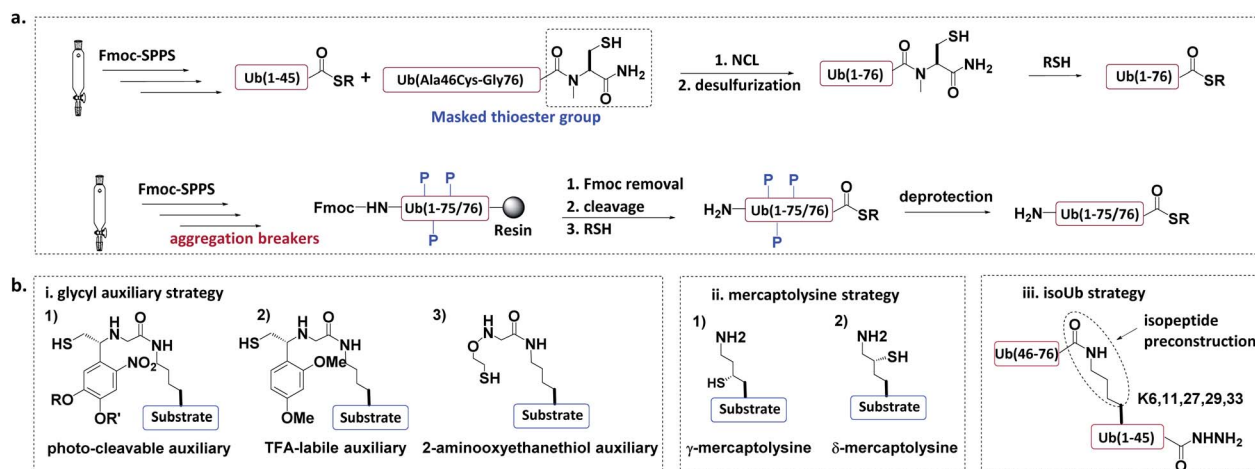 a.
Fmoc-SPPS
Ub(1-45)
O
SR
+
Ub(Ala46Cys-Gly76)
O
SH
N
NH2
O
Masked thioester group
1. NCL
2. desulfurization
Ub(1-76)
O
SH
N
NH2
O
RSH
Ub(1-76)
O
SR
Fmoc-SPPS
aggregation breakers
P P
Fmoc-HN
Ub(1-75/76)
P
Resin
1. Fmoc removal
2. cleavage
3. RSH
P P
H2N
Ub(1-75/76)
O
SR
P
deprotection
H2N
Ub(1-75/76)
O
SR
b.
i. glycyl auxiliary strategy
1)
HS
H
N
O
NH
NO2
RO
OR'
Substrate
photo-cleavable auxiliary
2)
HS
H
N
O
NH
OMe
OMe
Substrate
TFA-labile auxiliary
3)
H
N
O
O
NH
SH
Substrate
2-aminooxyethanethiol auxiliary
ii. mercaptolysine strategy
1)
NH2
HS
Substrate
γ-mercaptolysine
2)
NH2
SH
Substrate
δ-mercaptolysine
iii. isoUb strategy
O
Ub(46-76)
NH
isopeptide
preconstruction
K6,11,27,29,33
Ub(1-45)
NHNH2
O